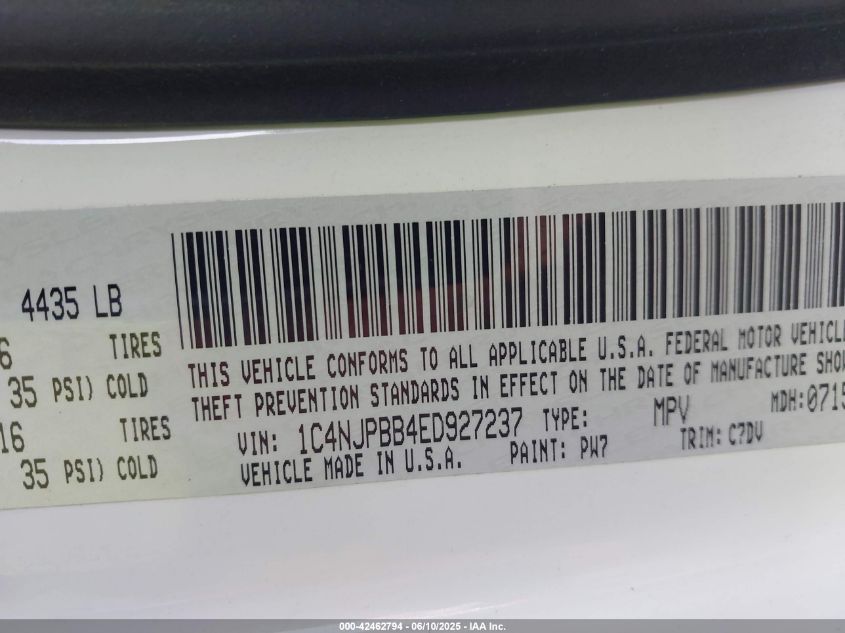 4435 LB
6 TIRES
35 PSI) COLD
16 TIRES
35 PSI) COLD
THIS VEHICLE CONFORMS TO ALL APPLICABLE U.S.A. FEDERAL MOTOR VEHICLE
THEFT PREVENTION STANDARDS IN EFFECT ON THE DATE OF MANUFACTURE SHOW
VIN: 1C4NJPBB4ED927237 TYPE: MPV MDH:0715
VEHICLE MADE IN U.S.A. PAINT: PW7 TRIM: C7DV
000-42462794 - 06/10/2025 - IAA Inc.